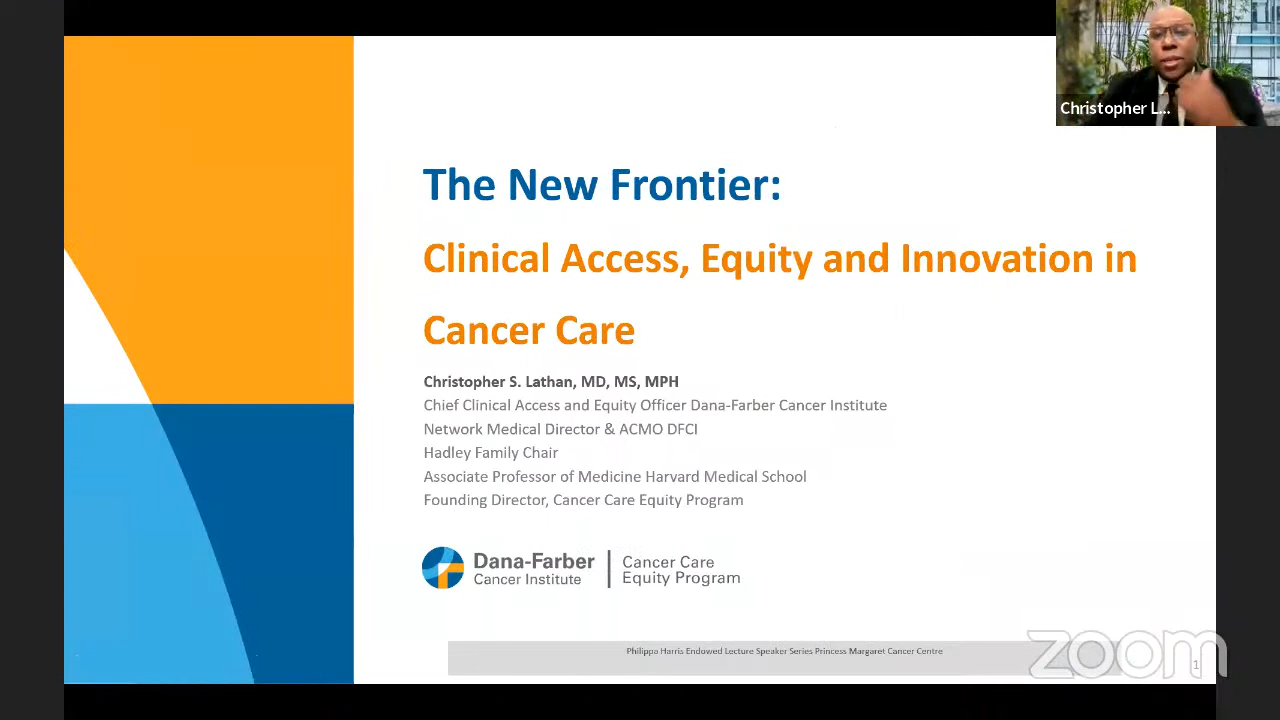 Christopher L...
The New Frontier:
Clinical Access, Equity and Innovation in
Cancer Care
Christopher S. Lathan, MD, MS, MPH
Chief Clinical Access and Equity Officer Dana-Farber Cancer Institute
Network Medical Director & ACMO DFCI
Hadley Family Chair
Associate Professor of Medicine Harvard Medical School
Founding Director, Cancer Care Equity Program
Dana-Farber
Cancer Institute
Cancer Care
Equity Program
Philippa Harris Endowed Lecture Speaker Series Princess Margaret Cancer Centre
zoom
1